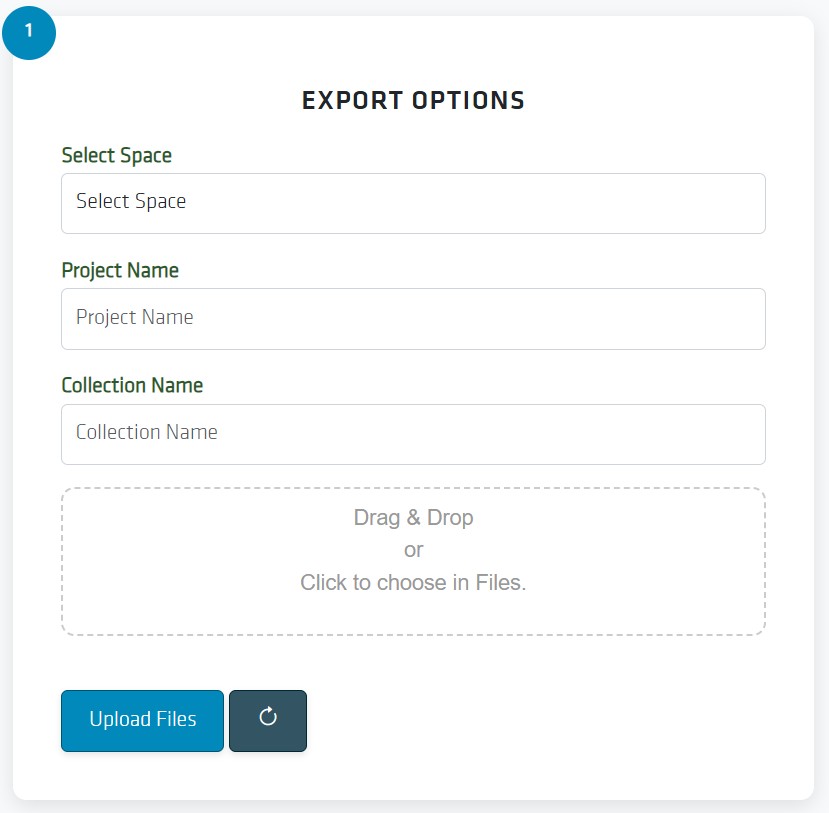 1
EXPORT OPTIONS
Select Space
Select Space
Project Name
Project Name
Collection Name
Collection Name
Drag & Drop
or
Click to choose in Files.
Upload Files